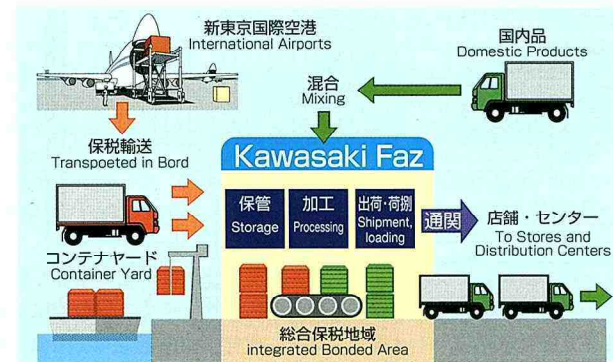 新東京国際空港
International Airports
国内品
Domestic Products
混合
Mixing
保税輸送
Transpoeted in Bord
Kawasaki Faz
保管
Storage
加工
Processing
出荷・荷捌
Shipment,
loading
通関
店舗・センター
To Stores and
Distribution Centers
コンテナヤード
Container Yard
総合保税地域
integrated Bonded Area